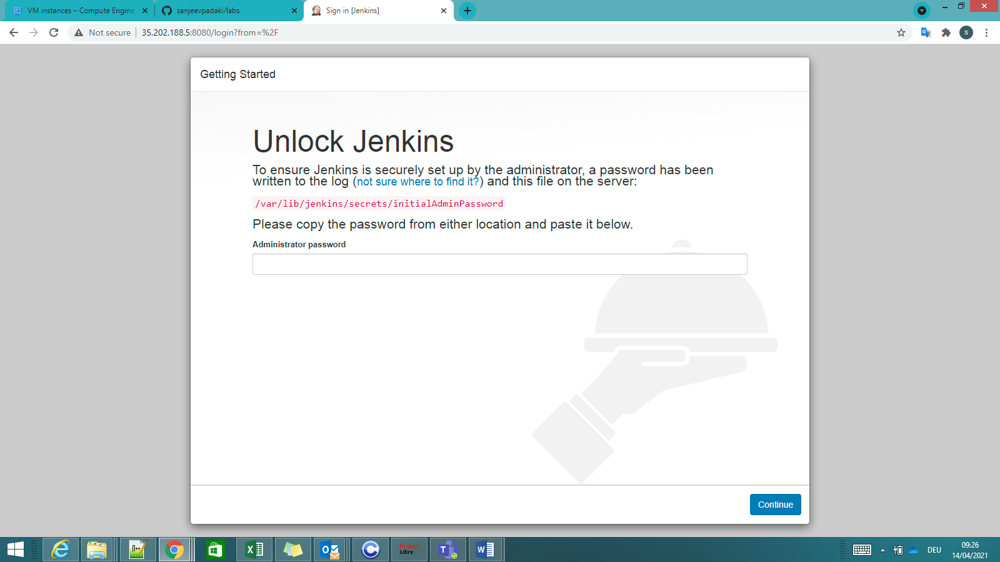 VM instances – Compute Engine
sanjeevpadaki/labs
Sign in [Jenkins]
Not secure
35.202.188.5:8080/login?from=%2F
S
Getting Started
Unlock Jenkins
To ensure Jenkins is securely set up by the administrator, a password has been
written to the log (not sure where to find it?) and this file on the server:
/var/lib/jenkins/secrets/initialAdminPassword
Please copy the password from either location and paste it below.
Administrator password
Continue
Project
Libre
DEU
09:26
14/04/2021